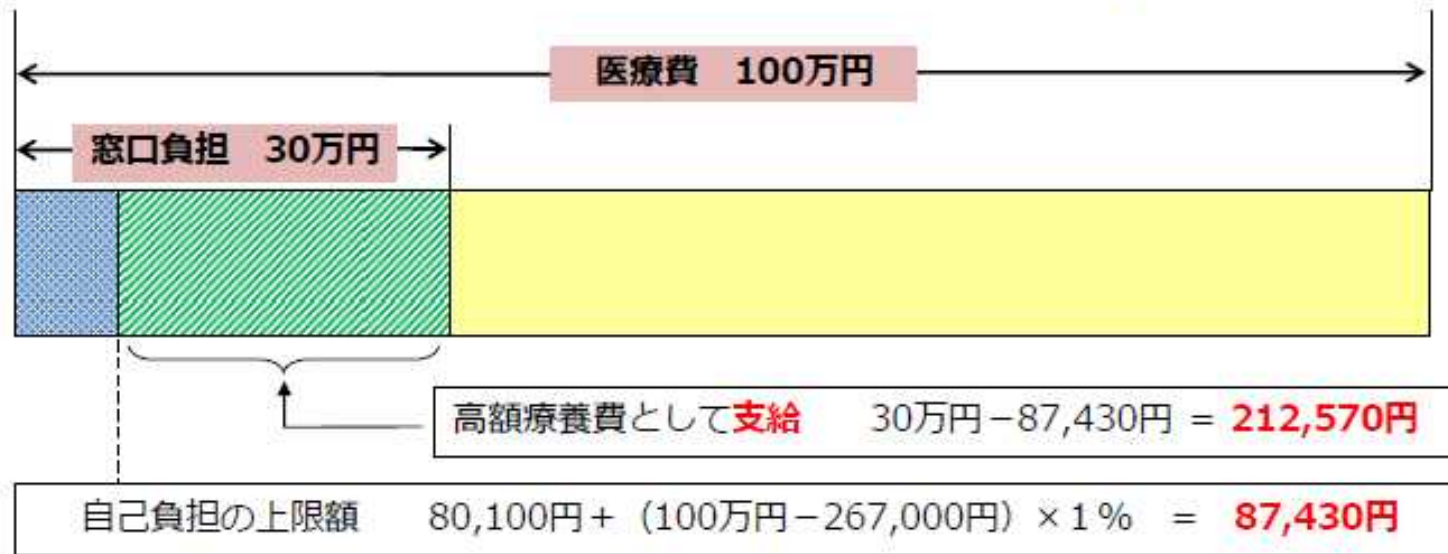 医療費　100万円
窓口負担　30万円
高額療養費として支給　30万円－87,430円 = 212,570円
自己負担の上限額　80,100円＋（100万円－267,000円）×１％　=　87,430円